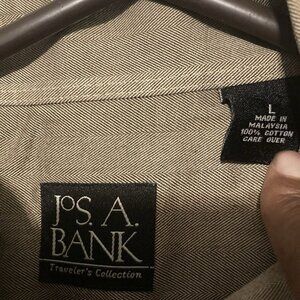 L
MADE IN
MALAYSIA
100% COTTON
CARE OVER
JOS. A.
BANK
Traveler's Collection